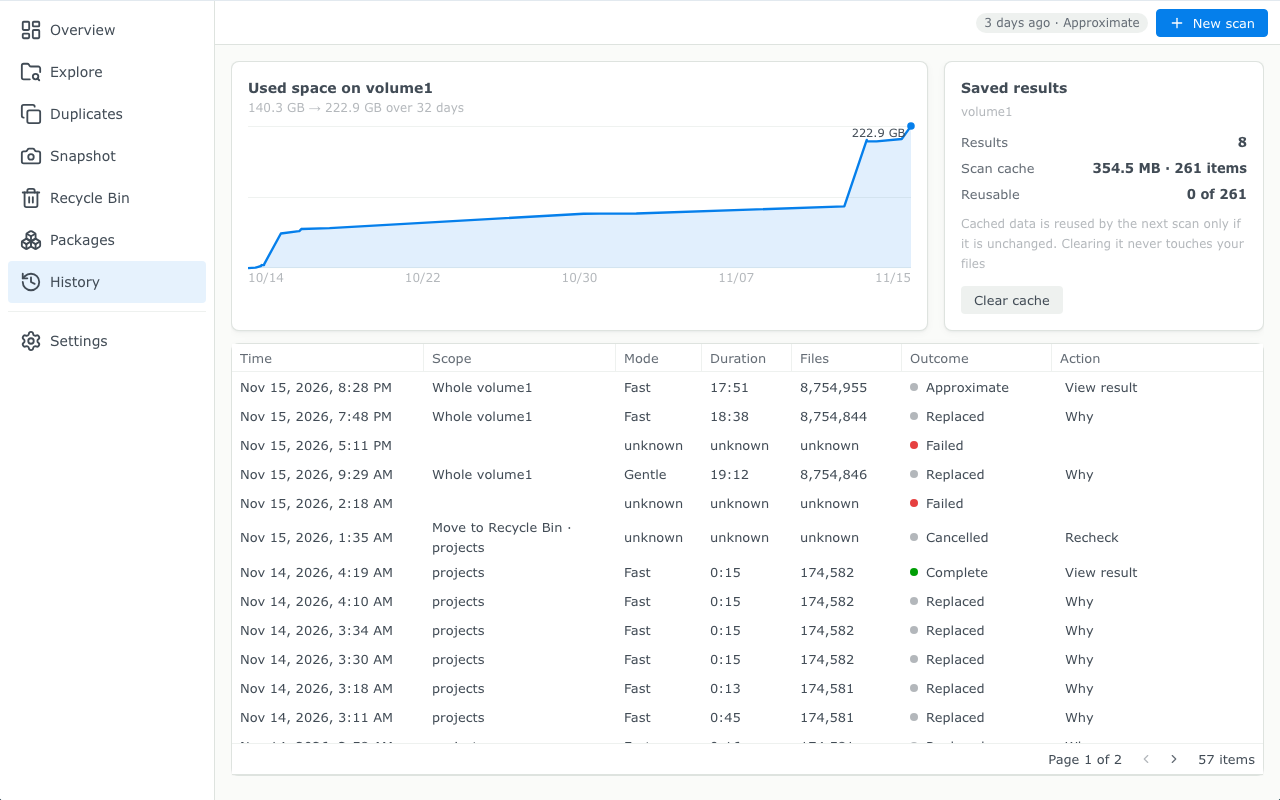 Overview
Explore
Duplicates
Snapshot
Recycle Bin
Packages
History
Settings
3 days ago · Approximate
New scan
Used space on volume1
140.3 GB → 222.9 GB over 32 days
222.9 GB
10/14 10/22 10/30 11/07 11/15
Saved results
volume1
Results 8
Scan cache 354.5 MB · 261 items
Reusable 0 of 261
Cached data is reused by the next scan only if
it is unchanged. Clearing it never touches your
files
Clear cache
Time Scope Mode Duration Files Outcome Action
Nov 15, 2026, 8:28 PM Whole volume1 Fast 17:51 8,754,955 Approximate View result
Nov 15, 2026, 7:48 PM Whole volume1 Fast 18:38 8,754,844 Replaced Why
Nov 15, 2026, 5:11 PM unknown unknown unknown Failed
Nov 15, 2026, 9:29 AM Whole volume1 Gentle 19:12 8,754,846 Replaced Why
Nov 15, 2026, 2:18 AM unknown unknown unknown Failed
Nov 15, 2026, 1:35 AM Move to Recycle Bin · projects unknown unknown unknown Cancelled Recheck
Nov 14, 2026, 4:19 AM projects Fast 0:15 174,582 Complete View result
Nov 14, 2026, 4:10 AM projects Fast 0:15 174,582 Replaced Why
Nov 14, 2026, 3:34 AM projects Fast 0:15 174,582 Replaced Why
Nov 14, 2026, 3:30 AM projects Fast 0:15 174,582 Replaced Why
Nov 14, 2026, 3:18 AM projects Fast 0:13 174,581 Replaced Why
Nov 14, 2026, 3:11 AM projects Fast 0:45 174,581 Replaced Why
Page 1 of 2 57 items